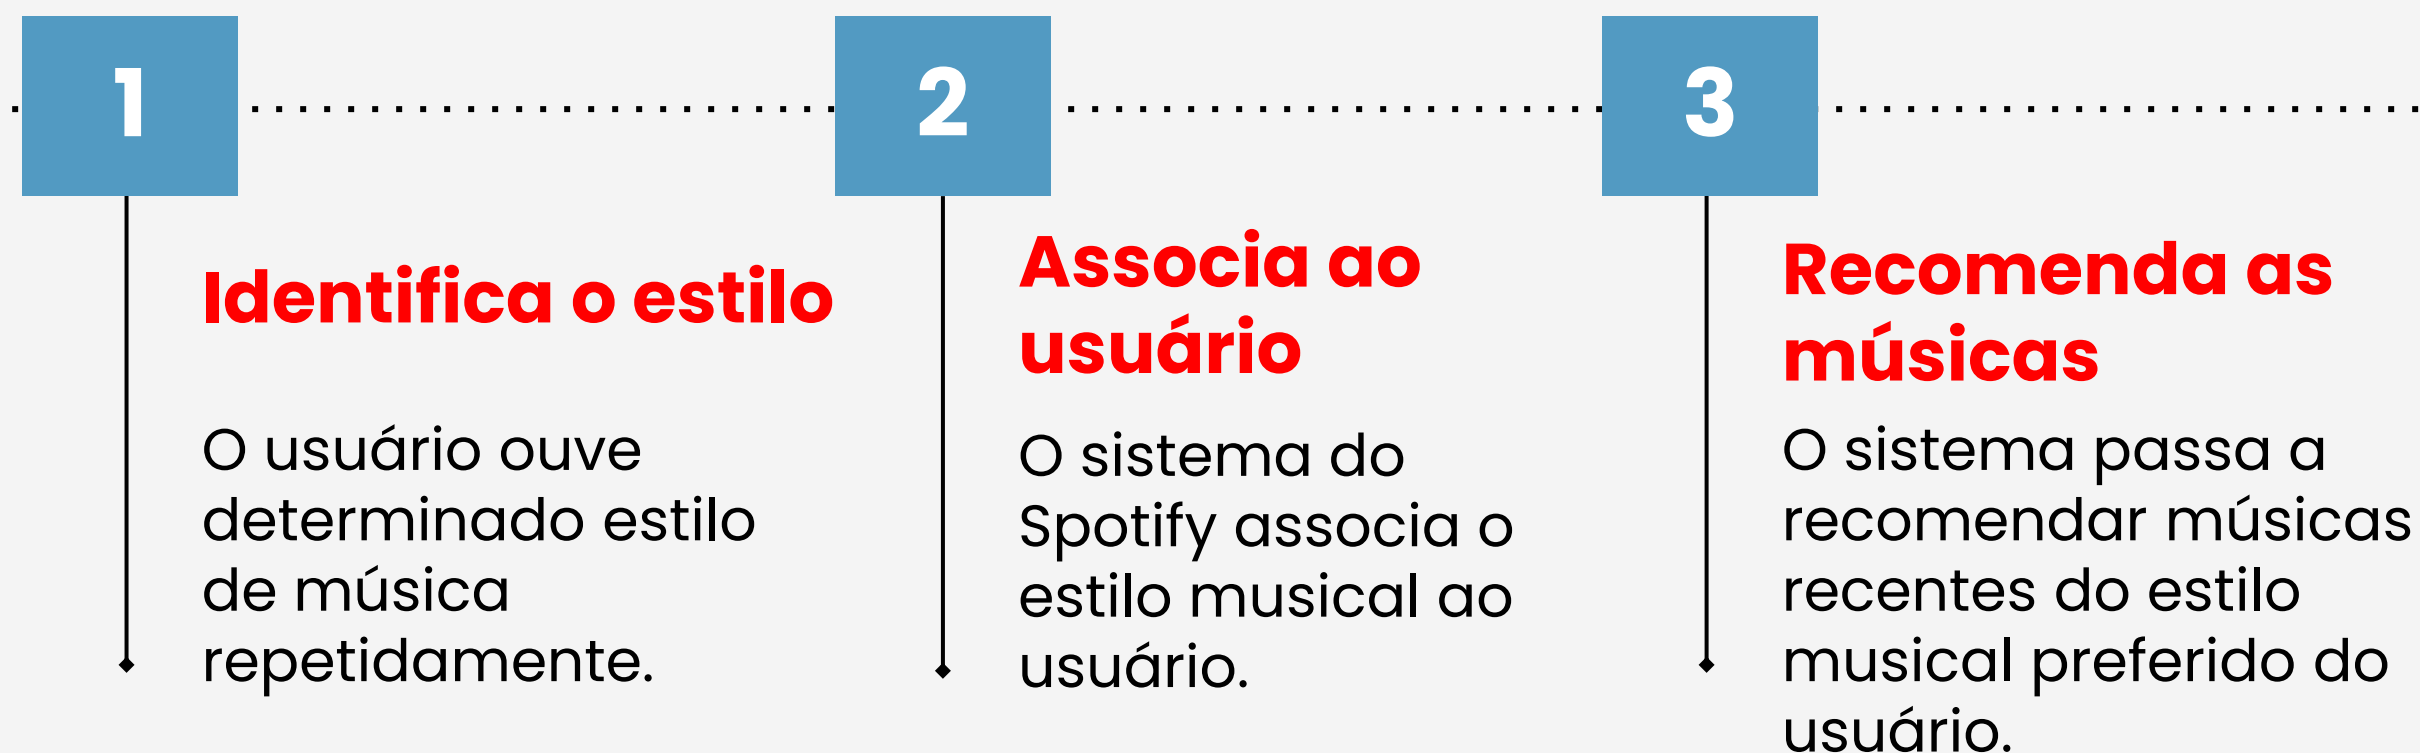 1
Identifica o estilo
O usuário ouve
determinado estilo
de música
repetidamente.
2
Associa ao
usuário
O sistema do
Spotify associa o
estilo musical ao
usuário.
3
Recomenda as
músicas
O sistema passa a
recomendar músicas
recentes do estilo
musical preferido do
usuário.